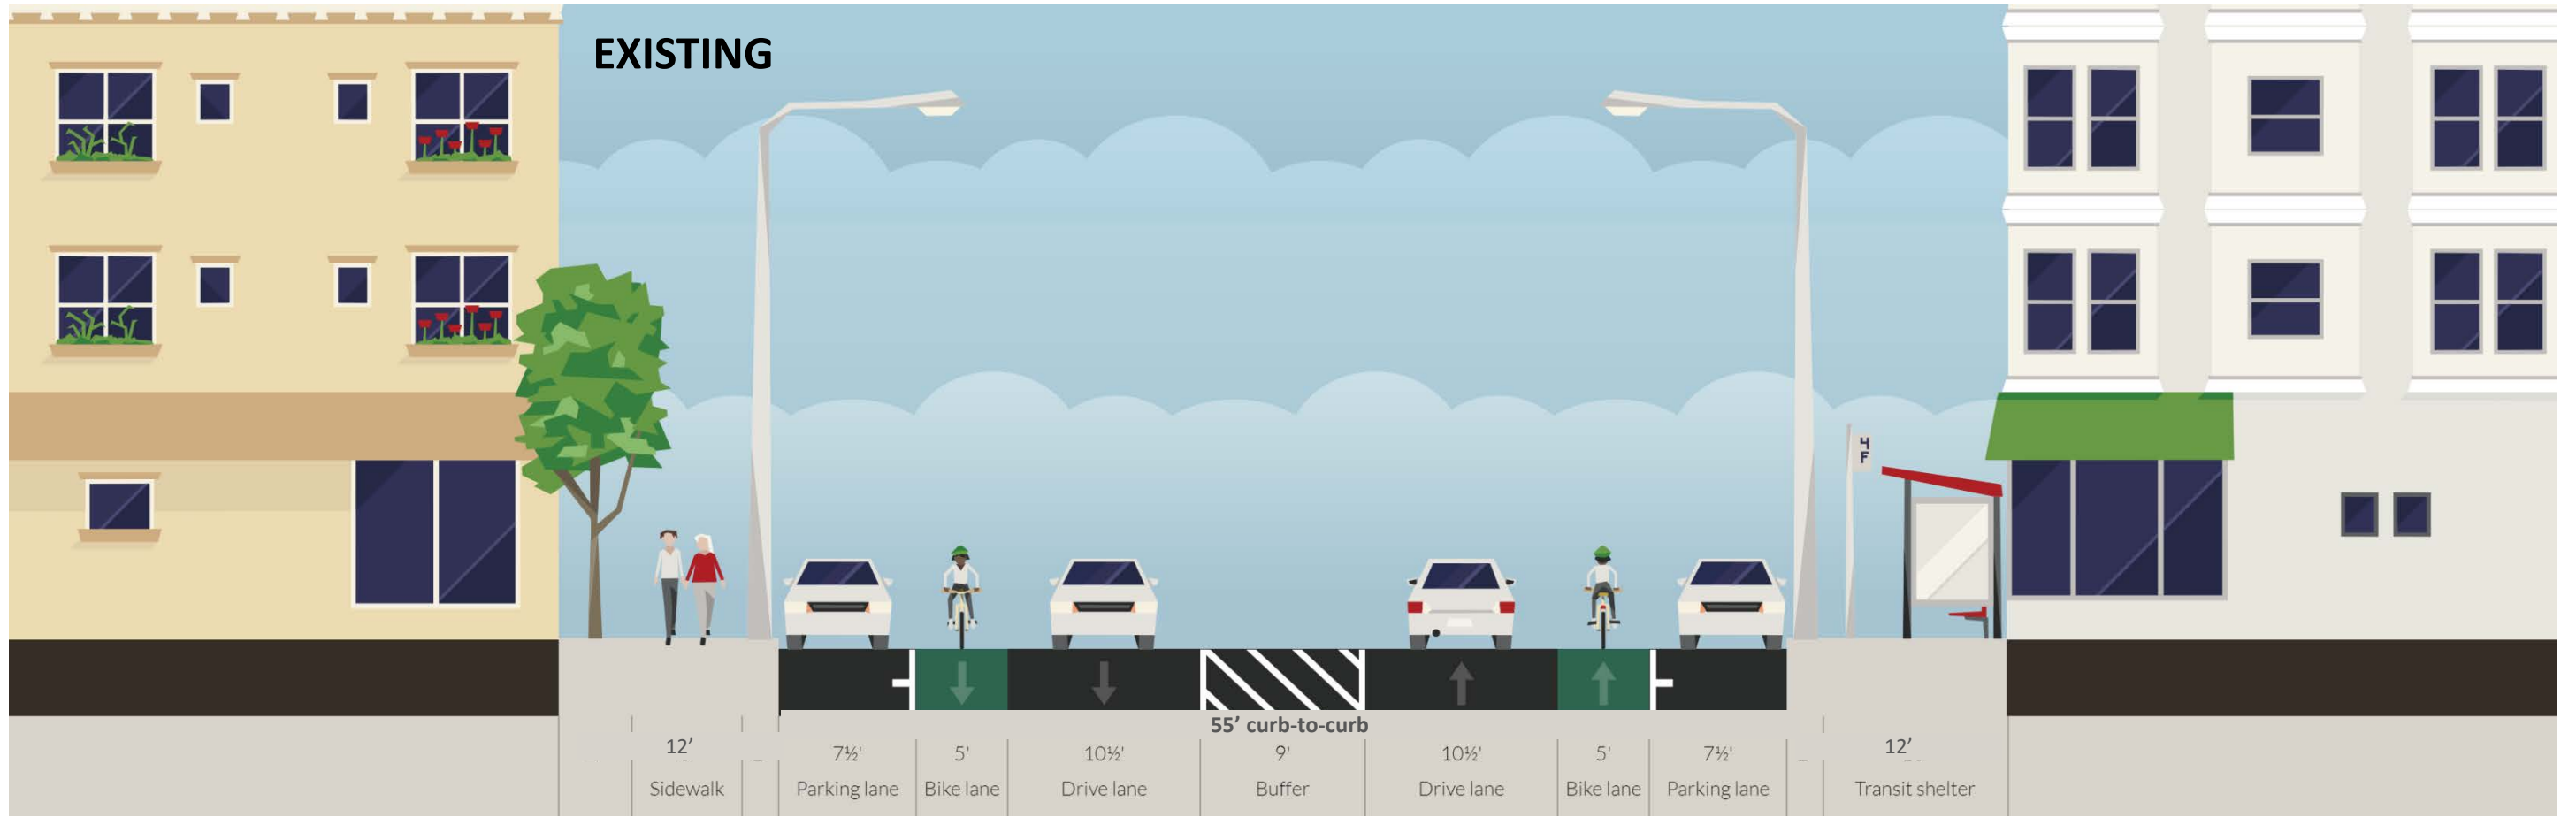 EXISTING
4
F
55’ curb-to-curb
12’ 7½' 5' 10½' 9' 10½' 5' 7½' 12’
Sidewalk Parking lane Bike lane Drive lane Buffer Drive lane Bike lane Parking lane Transit shelter